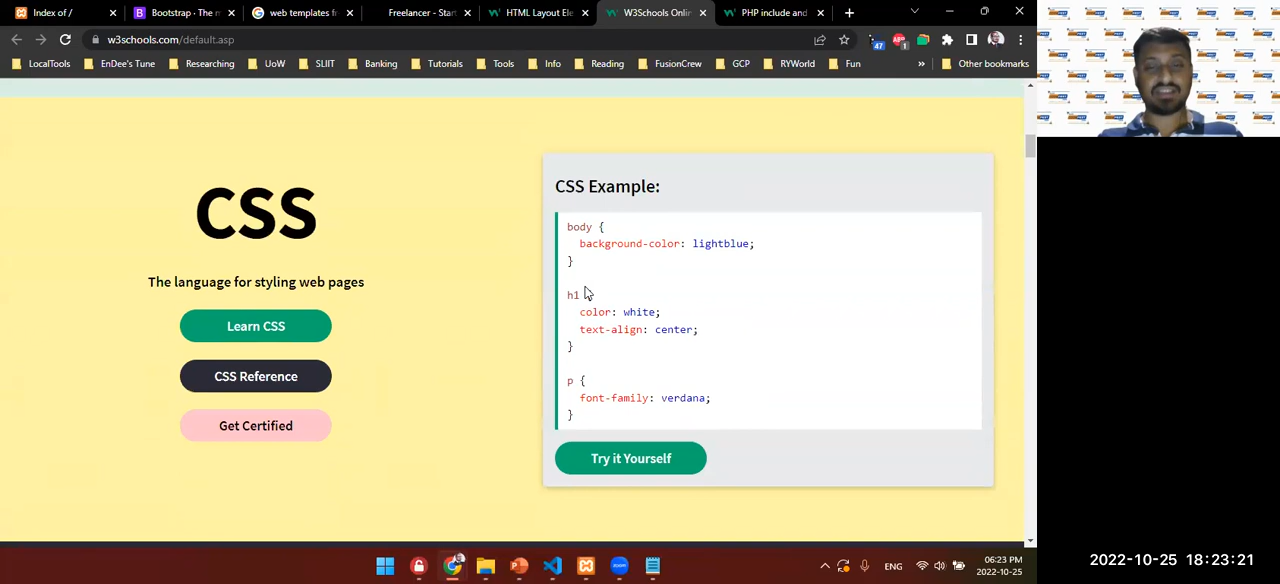 Index of /
Bootstrap · The m
web templates f
Freelancer - Start
HTML Layout Ele
W3Schools Onli
PHP include and
w3schools.com/default.asp
47
1
LocalTools
EnDee's Tune
Researching
UoW
SLIIT
Banking
Tutorials
Tools
Info
Reading
FusionCrew
GCP
RYWorld
Fun
»
Other bookmarks
CSS
The language for styling web pages
Learn CSS
CSS Reference
Get Certified
CSS Example:
body {
background-color: lightblue;
}
h1
color: white;
text-align: center;
}
p {
font-family: verdana;
}
Try it Yourself
ENG
06:23 PM
2022-10-25
2022-10-25 18:23:21